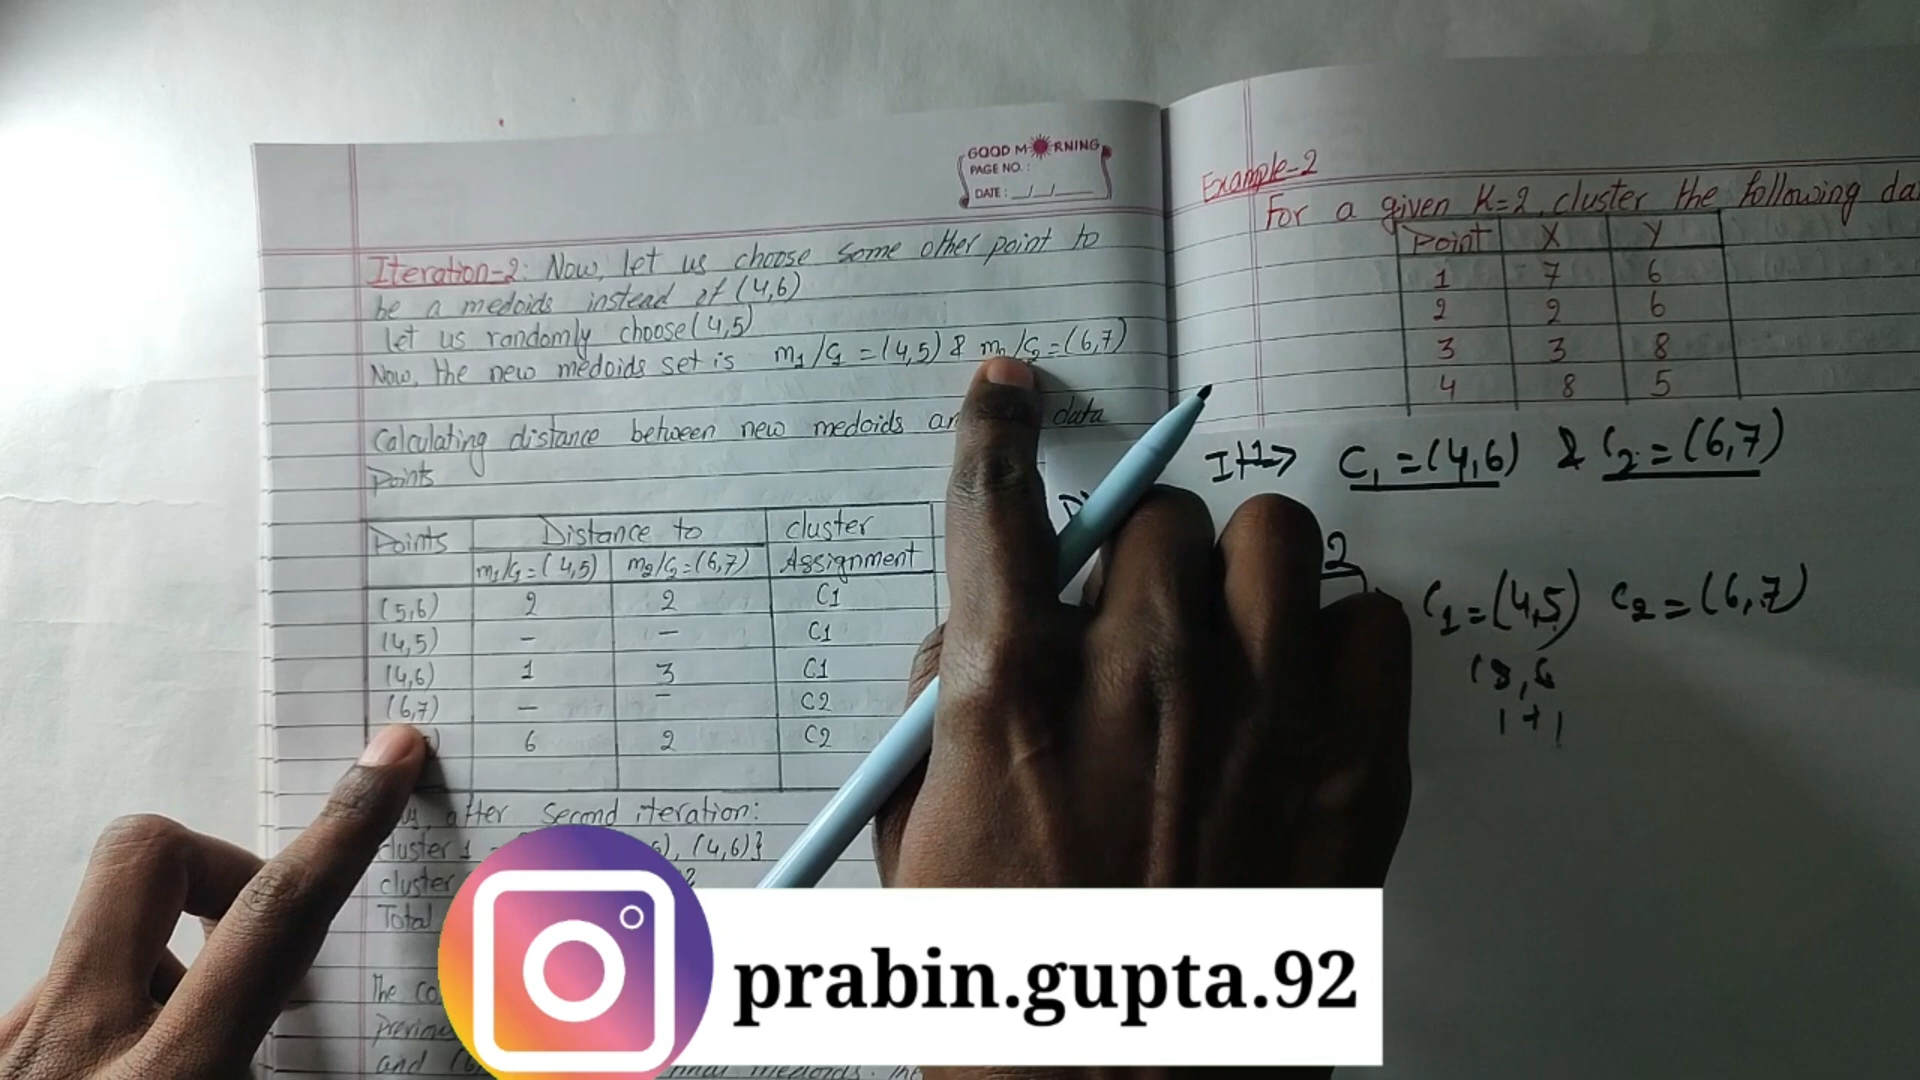 GOOD MORNING
PAGE NO. :
DATE : __/__/____
Iteration-2: Now, let us choose some other point to
be a medoids instead of (4,6)
let us randomly choose (4,5)
Now, the new medoids set is m1/C1 = (4,5) & m2/C2 = (6,7)
Calculating distance between new medoids data
points
Points Distance to cluster
m1/C1 = (4,5) m2/C2 = (6,7) Assignment
(5,6) 2 2 C1
(4,5) - - C1
(4,6) 1 3 C1
(6,7) - - C2
6 2 C2
after second iteration:
cluster 1 , (4,6)}
cluster
Total
The
and
Example-2
For a given K=2, cluster the following
Point X Y
1 7 6
2 2 6
3 3 8
4 8 5
It1-> C1 = (4,6) & C2 = (6,7)
2
C1 = (4,5) C2 = (6,7)
1+1
prabin.gupta.92